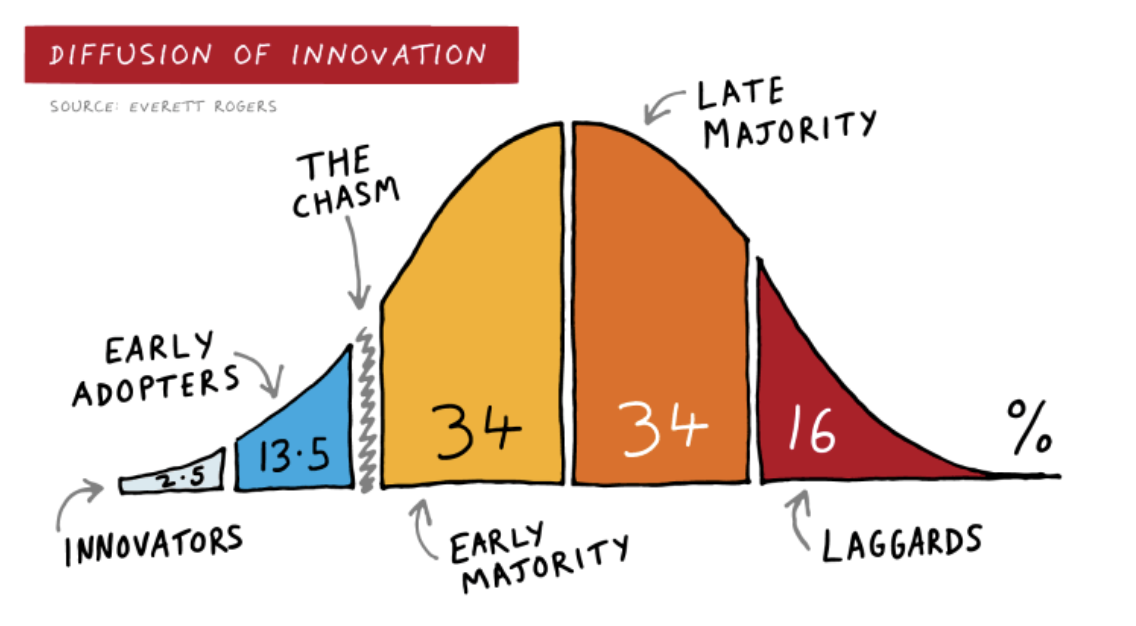 DIFFUSION OF INNOVATION
SOURCE: EVERETT ROGERS
LATE
MAJORITY
THE
CHASM
EARLY
ADOPTERS
2.5
13.5
34
34
16
%
INNOVATORS
EARLY
MAJORITY
LAGGARDS